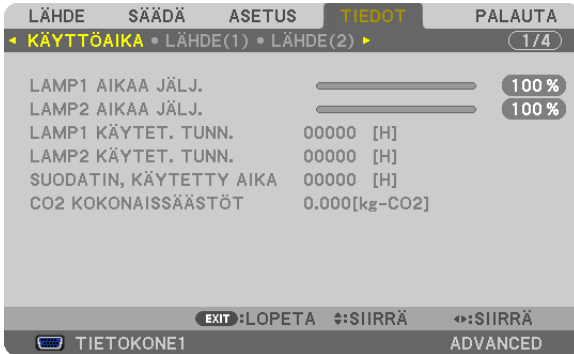 LÄHDE SÄÄDÄ ASETUS TIEDOT PALAUTA
◂ KÄYTTÖAIKA • LÄHDE(1) • LÄHDE(2) ▸ 1/4
LAMP1 AIKAA JÄLJ. 100 %
LAMP2 AIKAA JÄLJ. 100 %
LAMP1 KÄYTET. TUNN. 00000 [H]
LAMP2 KÄYTET. TUNN. 00000 [H]
SUODATIN, KÄYTETTY AIKA 00000 [H]
CO2 KOKONAISSÄÄSTÖT 0.000[kg-CO2]
EXIT:LOPETA ♦:SIIRRÄ ◂▸:SIIRRÄ
TIETOKONE1 ADVANCED